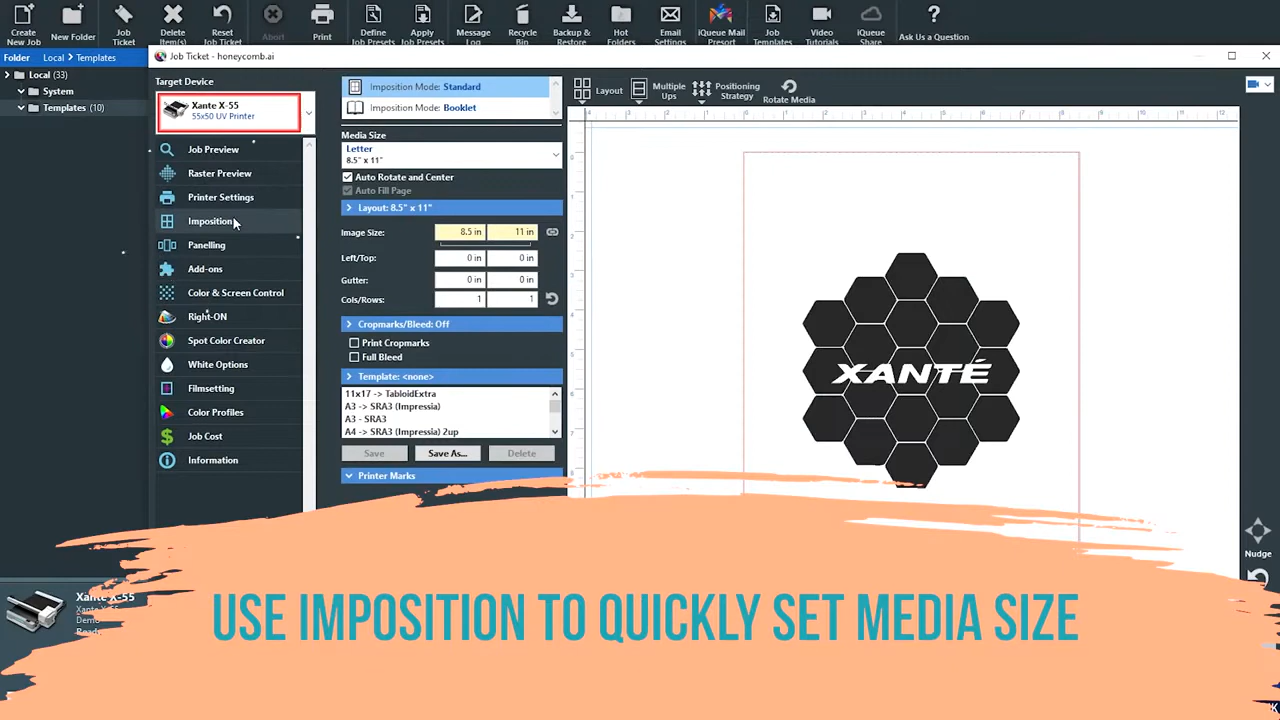 Create
New Job
New Folder
Job
Ticket
Delete
Item(s)
Reset
Job Ticket
Abort
Print
Define
Job Presets
Apply
Job Presets
Message
Log
Recycle
Bin
Backup &
Restore
Hot
Folders
Email
Settings
iQueue Mail
Presort
Job
Templates
Video
Tutorials
iQueue
Share
Ask Us a Question
Folder Local > Templates
Local (33)
System
Templates (10)
Job Ticket - honeycomb.ai
Target Device
Xante X-55
55x50 UV Printer
Job Preview
Raster Preview
Printer Settings
Imposition
Panelling
Add-ons
Color & Screen Control
Right-ON
Spot Color Creator
White Options
Filmsetting
Color Profiles
Job Cost
Information
Imposition Mode: Standard
Imposition Mode: Booklet
Media Size
Letter
8.5" x 11"
Auto Rotate and Center
Auto Fill Page
Layout: 8.5" x 11"
Image Size: 8.5 in 11 in
Left/Top: 0 in 0 in
Gutter: 0 in 0 in
Cols/Rows: 1 1
Cropmarks/Bleed: Off
Print Cropmarks
Full Bleed
Template: <none>
11x17 -> TabloidExtra
A3 -> SRA3 (Impressia)
A3 - SRA3
A4 -> SRA3 (Impressia) 2up
Save Save As... Delete
Printer Marks
Layout
Multiple
Ups
Positioning
Strategy
Rotate Media
XANTÉ
Nudge
Xante X-55
USE IMPOSITION TO QUICKLY SET MEDIA SIZE